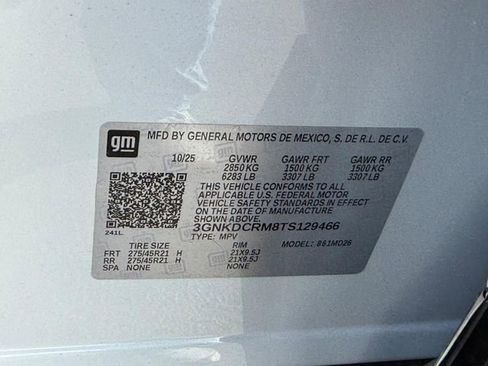 gm
MFD BY GENERAL MOTORS DE MEXICO, S. DE R.L. DE C.V.
10/25 GVWR GAWR FRT GAWR RR
2850 KG 1500 KG 1500 KG
6283 LB 3307 LB 3307 LB
THIS VEHICLE CONFORMS TO ALL
APPLICABLE U.S. FEDERAL MOTOR
VEHICLE SAFETY STANDARDS IN EFFECT
ON THE DATE OF MANUFACTURE SHOWN ABOVE.
3GNKDCRM8TS129466
241L TYPE: MPV MODEL: 881MD26
TIRE SIZE RIM
FRT 275/45R21 H 21X9.5J
RR 275/45R21 H 21X9.5J
SPA NONE NONE